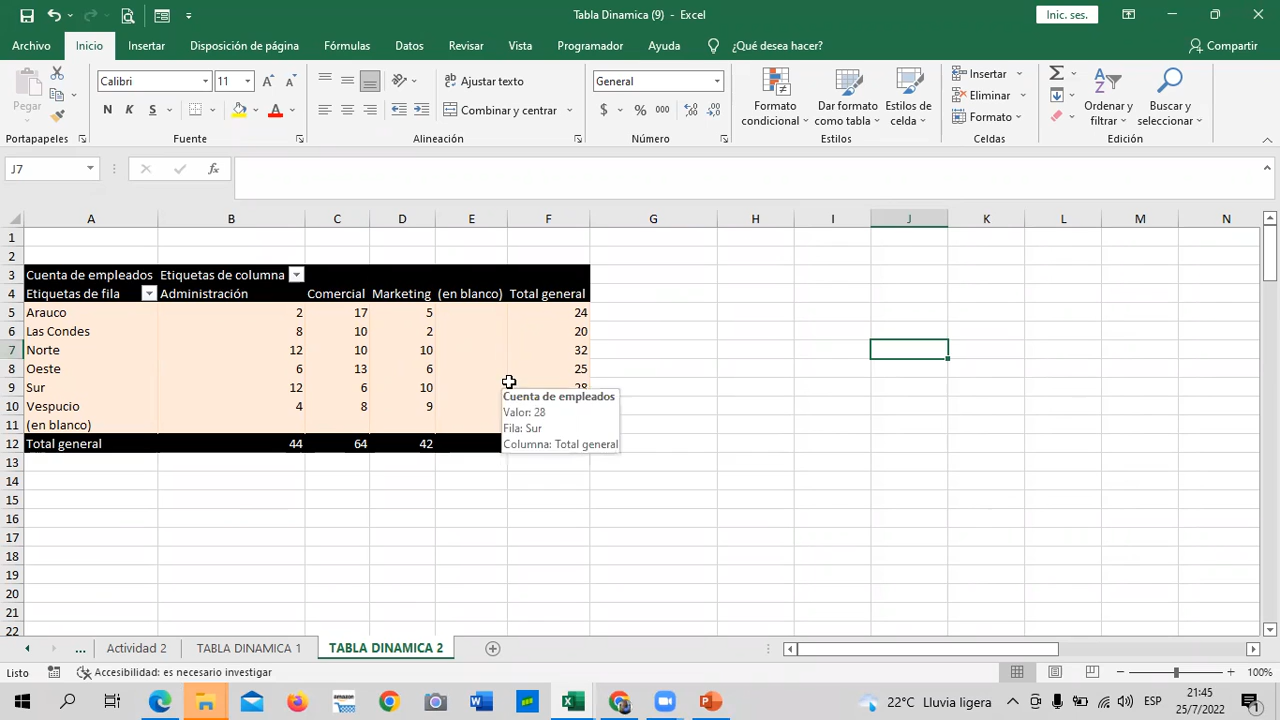 Tabla Dinamica (9) - Excel
Inic. ses.
Archivo Inicio Insertar Disposición de página Fórmulas Datos Revisar Vista Programador Ayuda ¿Qué desea hacer? Compartir
Pegar
Calibri 11
N K S
Ajustar texto
Combinar y centrar
General
$ % 000
Formato condicional
Dar formato como tabla
Estilos de celda
Insertar
Eliminar
Formato
Ordenar y filtrar
Buscar y seleccionar
Portapapeles Fuente Alineación Número Estilos Celdas Edición
J7
A B C D E F G H I J K L M N
1
2
3 Cuenta de empleados Etiquetas de columna
4 Etiquetas de fila Administración Comercial Marketing (en blanco) Total general
5 Arauco 2 17 5 24
6 Las Condes 8 10 2 20
7 Norte 12 10 10 32
8 Oeste 6 13 6 25
9 Sur 12 6 10 28
10 Vespucio 4 8 9
11 (en blanco)
12 Total general 44 64 42
Cuenta de empleados
Valor: 28
Fila: Sur
Columna: Total general
13
14
15
16
17
18
19
20
21
22
... Actividad 2 TABLA DINAMICA 1 TABLA DINAMICA 2
Listo Accesibilidad: es necesario investigar 100%
amazon
22°C Lluvia ligera ESP
21:45
25/7/2022